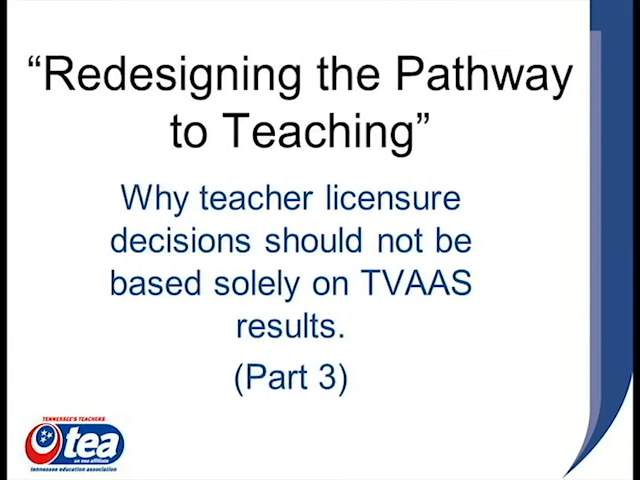 “Redesigning the Pathway
to Teaching”
Why teacher licensure
decisions should not be
based solely on TVAAS
results.
(Part 3)
TENNESSEE'S TEACHERS
tea
an nea affiliate
tennessee education association